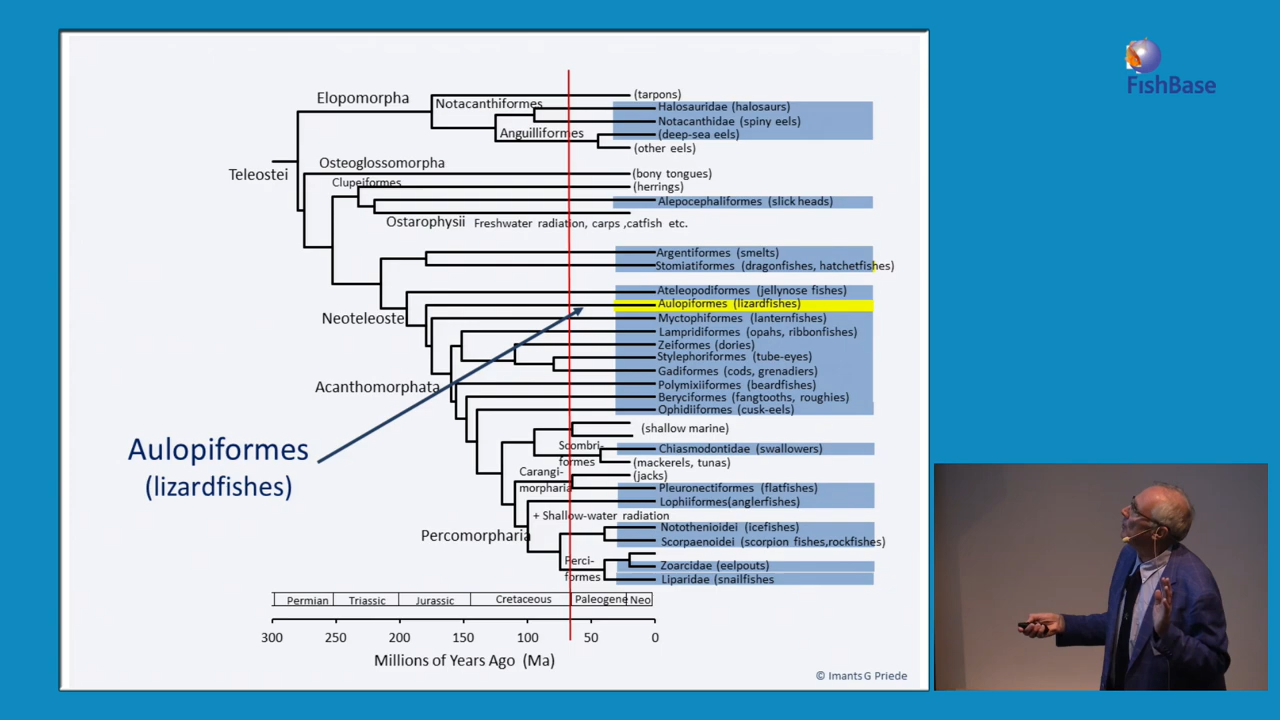 FishBase
(tarpons)
Elopomorpha
Notacanthiformes
Halosauridae (halosaurs)
Notacanthidae (spiny eels)
Anguilliformes
(deep-sea eels)
(other eels)
Osteoglossomorpha
Teleostei
(bony tongues)
Clupeiformes
(herrings)
Alepocephaliformes (slick heads)
Ostarophysii Freshwater radiation, carps ,catfish etc.
Argentiformes (smelts)
Stomiatiformes (dragonfishes, hatchetfishes)
Ateleopodiformes (jellynose fishes)
Aulopiformes (lizardfishes)
Neoteleoste
Myctophiformes (lanternfishes)
Lampridiformes (opahs, ribbonfishes)
Zeiformes (dories)
Stylephoriformes (tube-eyes)
Gadiformes (cods, grenadiers)
Acanthomorphata
Polymixiiformes (beardfishes)
Beryciformes (fangtooths, roughies)
Ophidiiformes (cusk-eels)
(shallow marine)
Aulopiformes
(lizardfishes)
Scombri-
formes
Chiasmodontidae (swallowers)
(mackerels, tunas)
Carangi-
morpharia
(jacks)
Pleuronectiformes (flatfishes)
Lophiiformes(anglerfishes)
+ Shallow-water radiation
Percomorpharia
Notothenioidei (icefishes)
Scorpaenoidei (scorpion fishes,rockfishes)
Perci-
formes
Zoarcidae (eelpouts)
Liparidae (snailfishes
Permian Triassic Jurassic Cretaceous Paleogene Neo
300 250 200 150 100 50 0
Millions of Years Ago (Ma)
© Imants G Priede